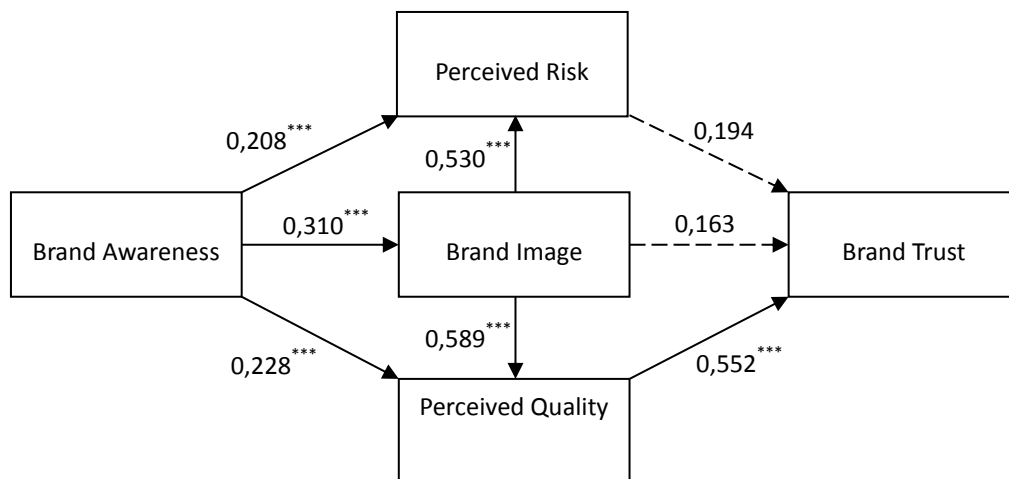 Perceived Risk
0,208***
0,194
0,530***
0,310***
0,163
Brand Awareness
Brand Image
Brand Trust
0,589***
0,228***
0,552***
Perceived Quality